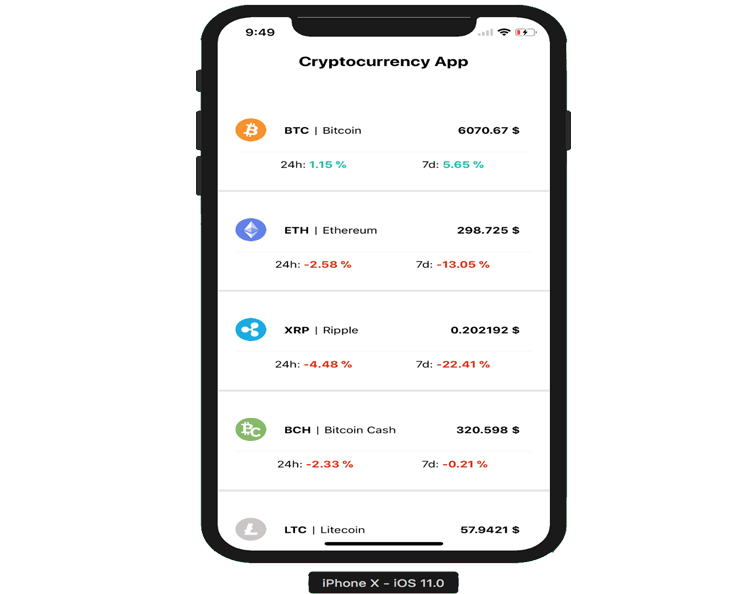 9:49
Cryptocurrency App
BTC | Bitcoin 6070.67 $
24h: 1.15 % 7d: 5.65 %
ETH | Ethereum 298.725 $
24h: -2.58 % 7d: -13.05 %
XRP | Ripple 0.202192 $
24h: -4.48 % 7d: -22.41 %
BCH | Bitcoin Cash 320.598 $
24h: -2.33 % 7d: -0.21 %
LTC | Litecoin 57.9421 $
iPhone X - iOS 11.0